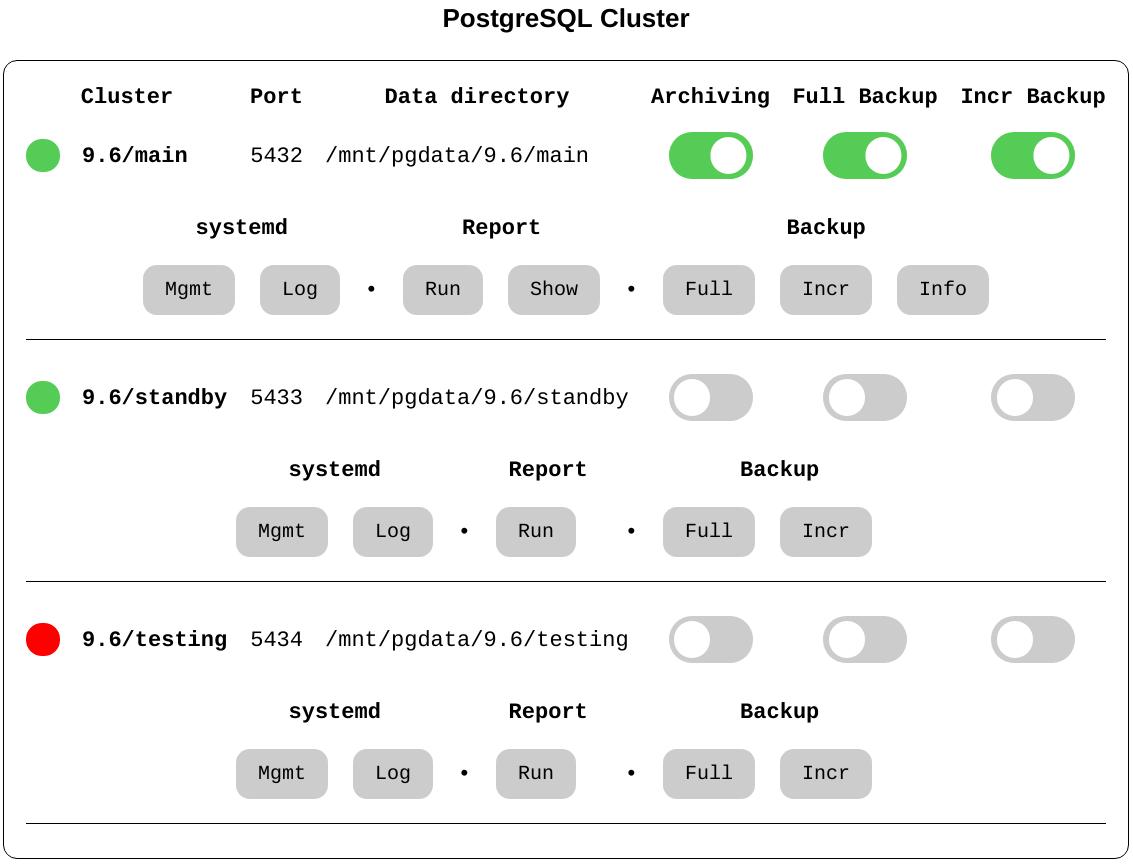 PostgreSQL Cluster
Cluster Port Data directory Archiving Full Backup Incr Backup
9.6/main 5432 /mnt/pgdata/9.6/main
systemd Report Backup
Mgmt Log • Run Show • Full Incr Info
9.6/standby 5433 /mnt/pgdata/9.6/standby
systemd Report Backup
Mgmt Log • Run • Full Incr
9.6/testing 5434 /mnt/pgdata/9.6/testing
systemd Report Backup
Mgmt Log • Run • Full Incr